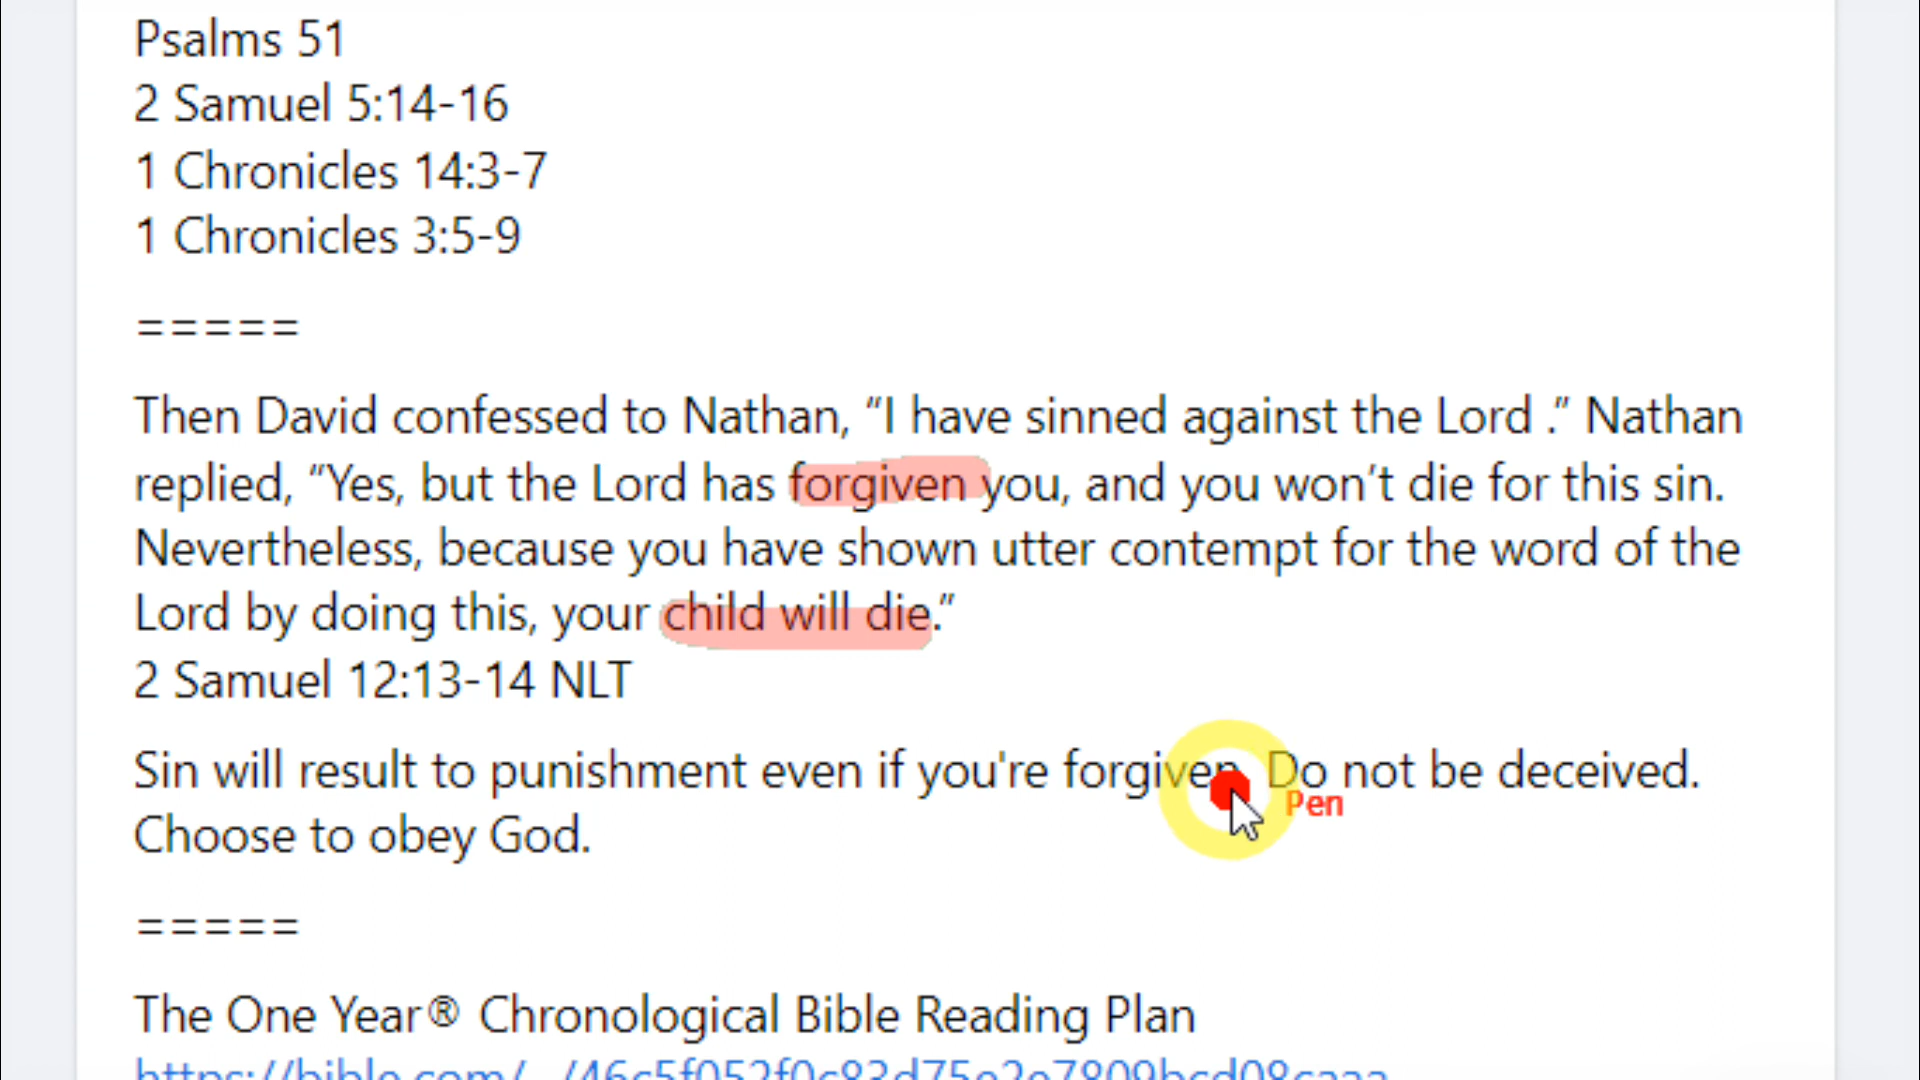 Psalms 51
2 Samuel 5:14-16
1 Chronicles 14:3-7
1 Chronicles 3:5-9
=====
Then David confessed to Nathan, “I have sinned against the Lord .” Nathan
replied, “Yes, but the Lord has forgiven you, and you won’t die for this sin.
Nevertheless, because you have shown utter contempt for the word of the
Lord by doing this, your child will die.”
2 Samuel 12:13-14 NLT
Sin will result to punishment even if you're forgiven. Do not be deceived.
Pen
Choose to obey God.
=====
The One Year® Chronological Bible Reading Plan